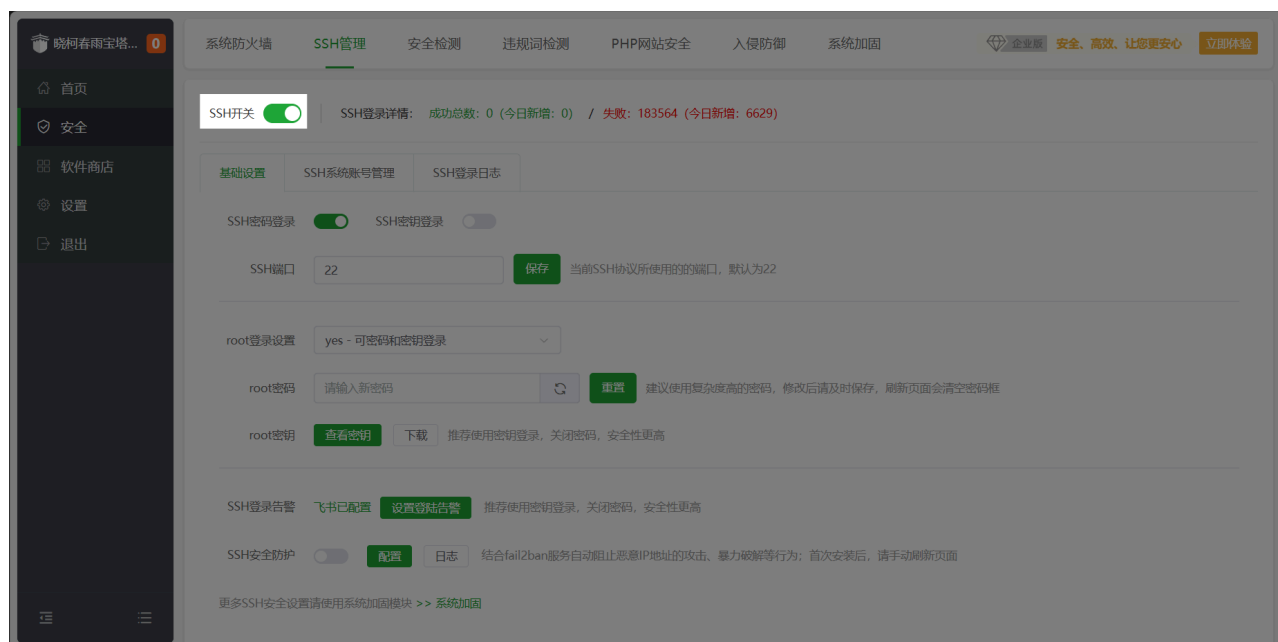 晓柯春雨宝塔... 0
系统防火墙 SSH管理 安全检测 违规词检测 PHP网站安全 入侵防御 系统加固 企业版 安全、高效、让您更安心 立即体验
首页
安全
软件商店
设置
退出
SSH开关 SSH登录详情: 成功总数: 0 (今日新增: 0) / 失败: 183564 (今日新增: 6629)
基础设置 SSH系统账号管理 SSH登录日志
SSH密码登录 SSH密钥登录
SSH端口 22 保存 当前SSH协议所使用的的端口，默认为22
root登录设置 yes - 可密码和密钥登录
root密码 请输入新密码 重置 建议使用复杂度高的密码，修改后请及时保存，刷新页面会清空密码框
root密钥 查看密钥 下载 推荐使用密钥登录，关闭密码，安全性更高
SSH登录告警 飞书已配置 设置登陆告警 推荐使用密钥登录，关闭密码，安全性更高
SSH安全防护 配置 日志 结合fail2ban服务自动阻止恶意IP地址的攻击、暴力破解等行为；首次安装后，请手动刷新页面
更多SSH安全设置请使用系统加固模块 >> 系统加固